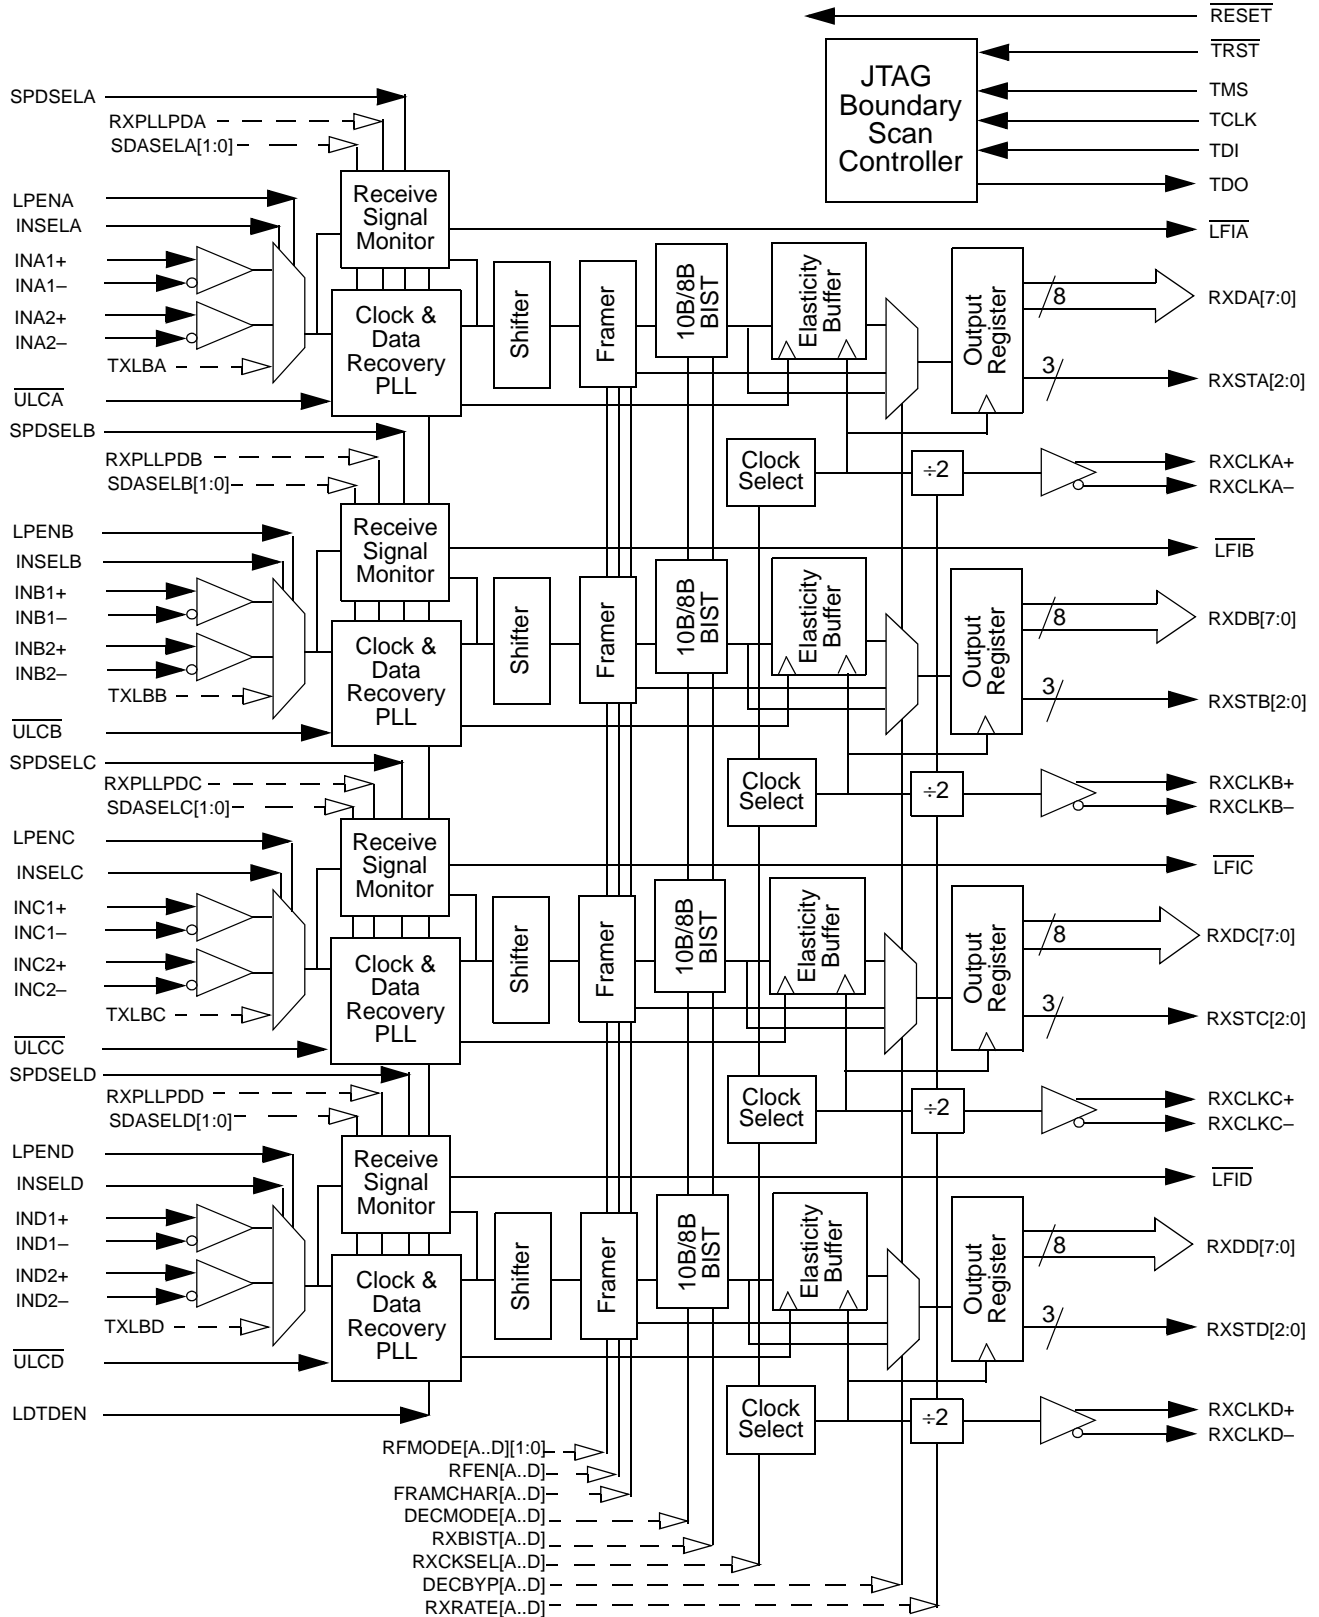 RESET
TRST
TMS
TCLK
TDI
TDO
JTAG
Boundary
Scan
Controller
SPDSELA
RXPLLPDA
SDASELA[1:0]
LPENA
INSELA
INA1+
INA1–
INA2+
INA2–
TXLBA
ULCA
Receive
Signal
Monitor
Clock &
Data
Recovery
PLL
Shifter
Framer
10B/8B
BIST
Elasticity
Buffer
Output
Register
Clock
Select
÷2
8
3
LFIA
RXDA[7:0]
RXSTA[2:0]
RXCLKA+
RXCLKA–
SPDSELB
RXPLLPDB
SDASELB[1:0]
LPENB
INSELB
INB1+
INB1–
INB2+
INB2–
TXLBB
ULCB
Receive
Signal
Monitor
Clock &
Data
Recovery
PLL
Shifter
Framer
10B/8B
BIST
Elasticity
Buffer
Output
Register
Clock
Select
÷2
8
3
LFIB
RXDB[7:0]
RXSTB[2:0]
RXCLKB+
RXCLKB–
SPDSELC
RXPLLPDC
SDASELC[1:0]
LPENC
INSELC
INC1+
INC1–
INC2+
INC2–
TXLBC
ULCC
Receive
Signal
Monitor
Clock &
Data
Recovery
PLL
Shifter
Framer
10B/8B
BIST
Elasticity
Buffer
Output
Register
Clock
Select
÷2
8
3
LFIC
RXDC[7:0]
RXSTC[2:0]
RXCLKC+
RXCLKC–
SPDSELD
RXPLLPDD
SDASELD[1:0]
LPEND
INSELD
IND1+
IND1–
IND2+
IND2–
TXLBD
ULCD
Receive
Signal
Monitor
Clock &
Data
Recovery
PLL
Shifter
Framer
10B/8B
BIST
Elasticity
Buffer
Output
Register
Clock
Select
÷2
8
3
LFID
RXDD[7:0]
RXSTD[2:0]
RXCLKD+
RXCLKD–
LDTDEN
RFMODE[A..D][1:0]
RFEN[A..D]
FRAMCHAR[A..D]
DECMODE[A..D]
RXBIST[A..D]
RXCKSEL[A..D]
DECBYP[A..D]
RXRATE[A..D]